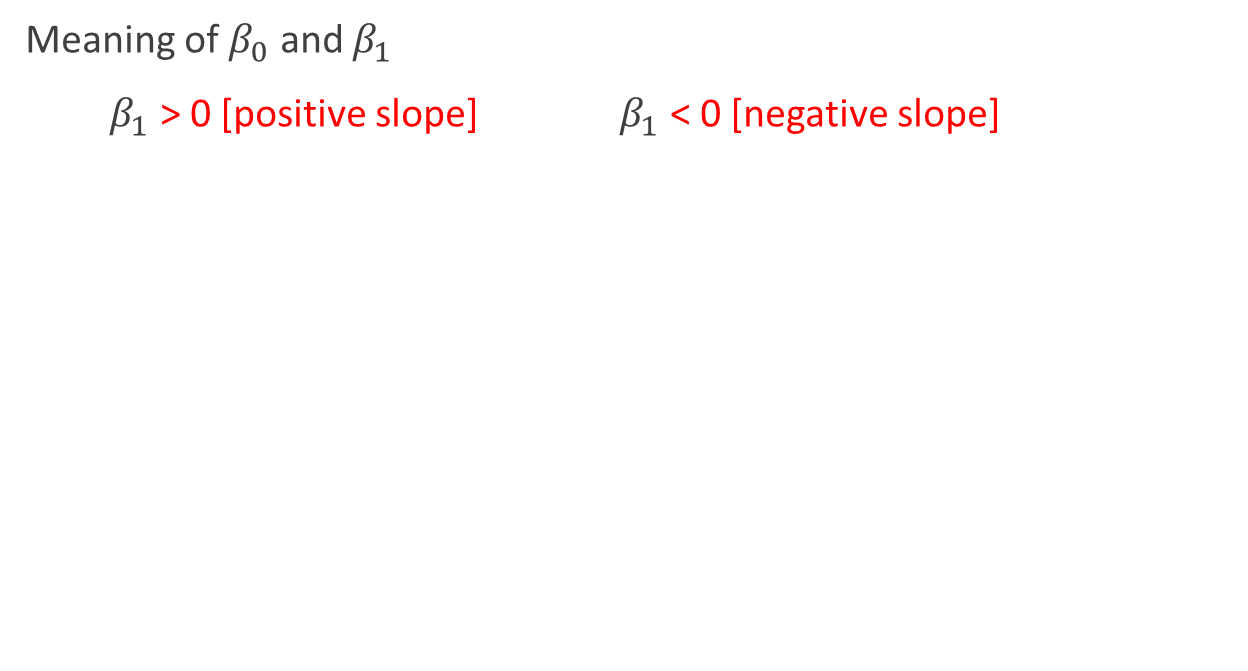 Meaning of β₀ and β₁
β₁ > 0 [positive slope] β₁ < 0 [negative slope]